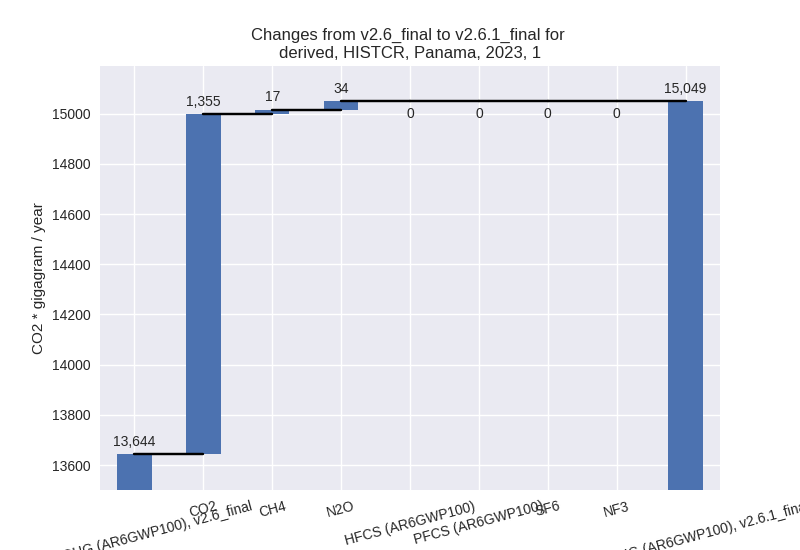 Changes from v2.6_final to v2.6.1_final for
derived, HISTCR, Panama, 2023, 1
CO2 * gigagram / year
15000
14800
14600
14400
14200
14000
13800
13600
13,644
1,355
17
34
0
0
0
0
15,049
(AR6GWP100), v2.6_final
CO2
CH4
N2O
HFCS (AR6GWP100)
PFCS (AR6GWP100)
SF6
NF3
(AR6GWP100), v2.6.1_fina